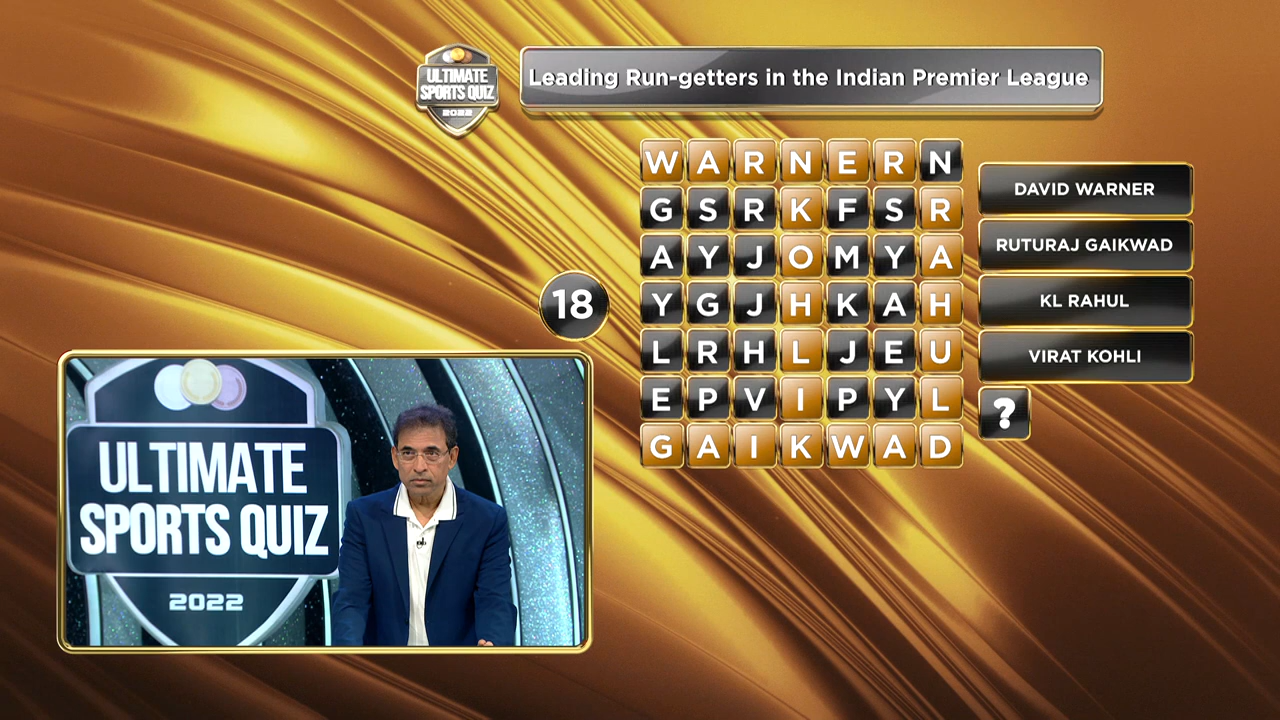 ULTIMATE
SPORTS QUIZ
2022
Leading Run-getters in the Indian Premier League
W A R N E R N
G S R K F S R
A Y J O M Y A
Y G J H K A H
L R H L J E U
E P V I P Y L
G A I K W A D
18
DAVID WARNER
RUTURAJ GAIKWAD
KL RAHUL
VIRAT KOHLI
?
ULTIMATE
SPORTS QUIZ
2022